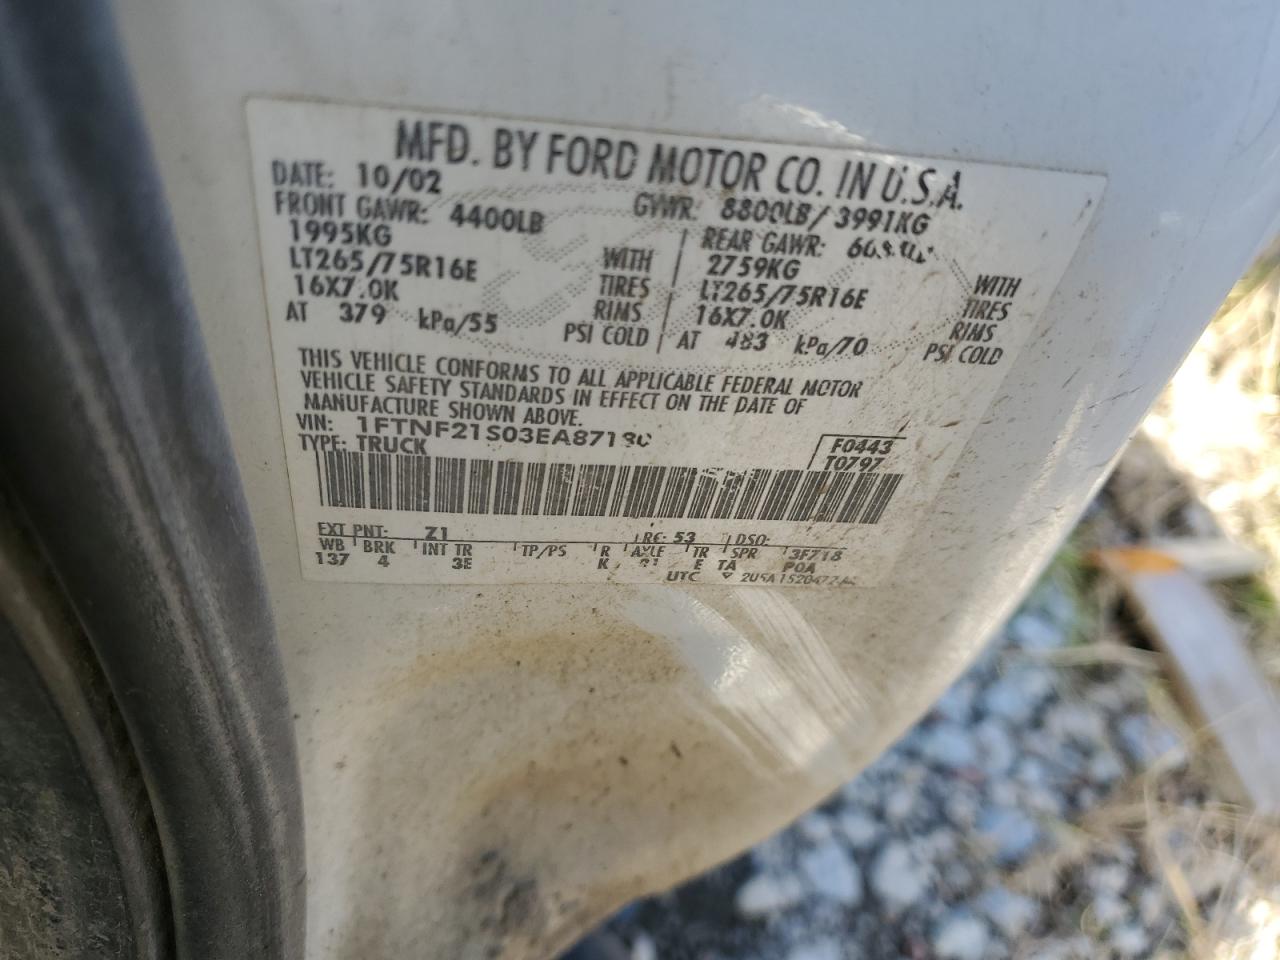 MFD. BY FORD MOTOR CO. IN U.S.A.
DATE: 10/02 GVWR: 8800LB/3991KG
FRONT GAWR: 4400LB REAR GAWR:
1995KG WITH 2759KG WITH
LT265/75R16E TIRES LT265/75R16E TIRES
16X7.0K RIMS 16X7.0K RIMS
AT 379 kPa/55 PSI COLD AT 483 kPa/70 PSI COLD
THIS VEHICLE CONFORMS TO ALL APPLICABLE FEDERAL MOTOR
VEHICLE SAFETY STANDARDS IN EFFECT ON THE DATE OF
MANUFACTURE SHOWN ABOVE.
VIN: F0443
TYPE: TRUCK T0797
EXT PNT: Z1 RC: 53 DSO:
WB BRK INT TR TP/PS R AXLE TR SPR 3F718
137 4 3E K E TA POA
UTC